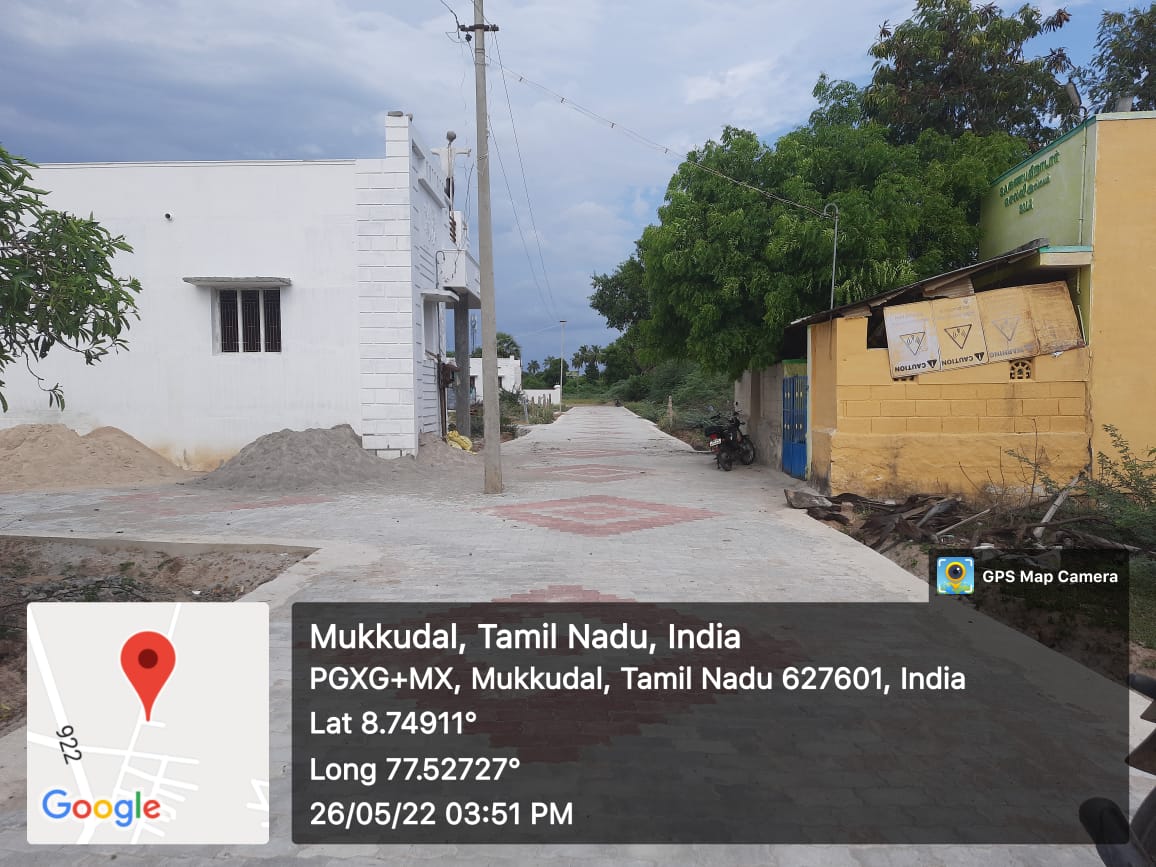 GPS Map Camera
Mukkudal, Tamil Nadu, India
PGXG+MX, Mukkudal, Tamil Nadu 627601, India
Lat 8.74911°
Long 77.52727°
26/05/22 03:51 PM
922
Google
CAUTION
CAUTION
CAUTION